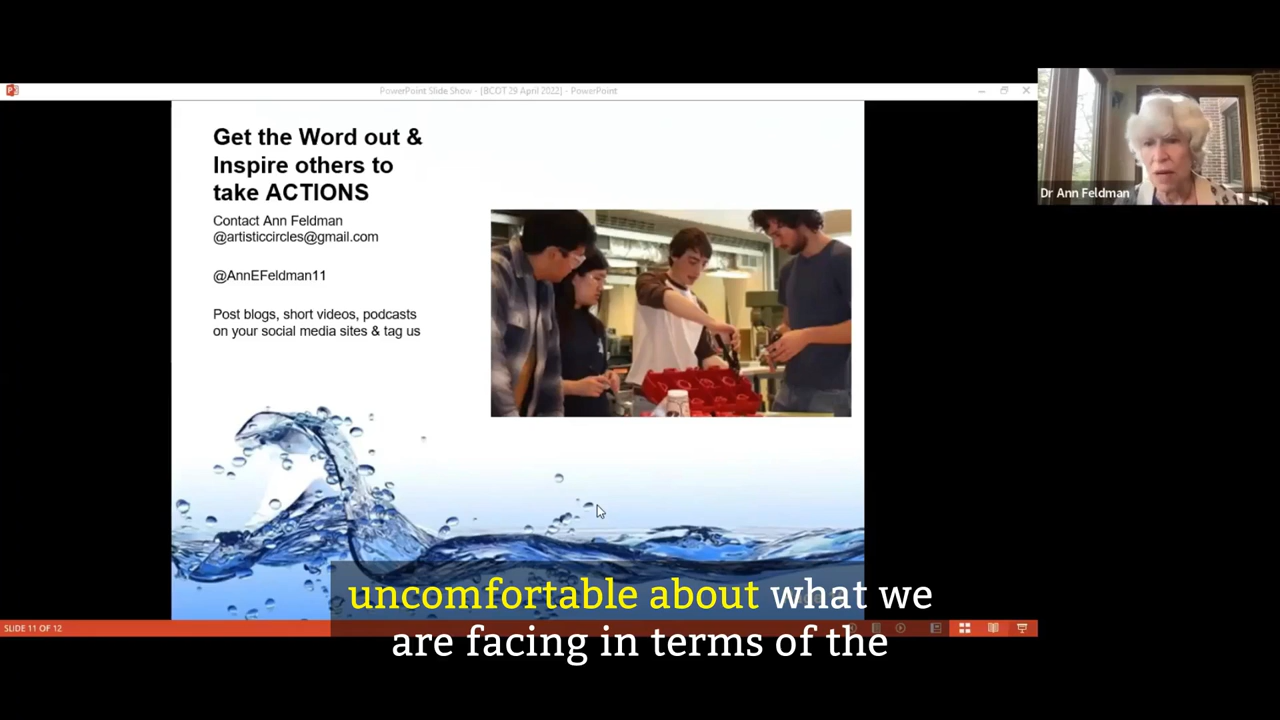 PowerPoint Slide Show - [BCOT 29 April 2022] - PowerPoint
Get the Word out &
Inspire others to
take ACTIONS
Contact Ann Feldman
@artisticcircles@gmail.com
@AnnEFeldman11
Post blogs, short videos, podcasts
on your social media sites & tag us
Dr Ann Feldman
uncomfortable about what we
are facing in terms of the
SLIDE 11 OF 12